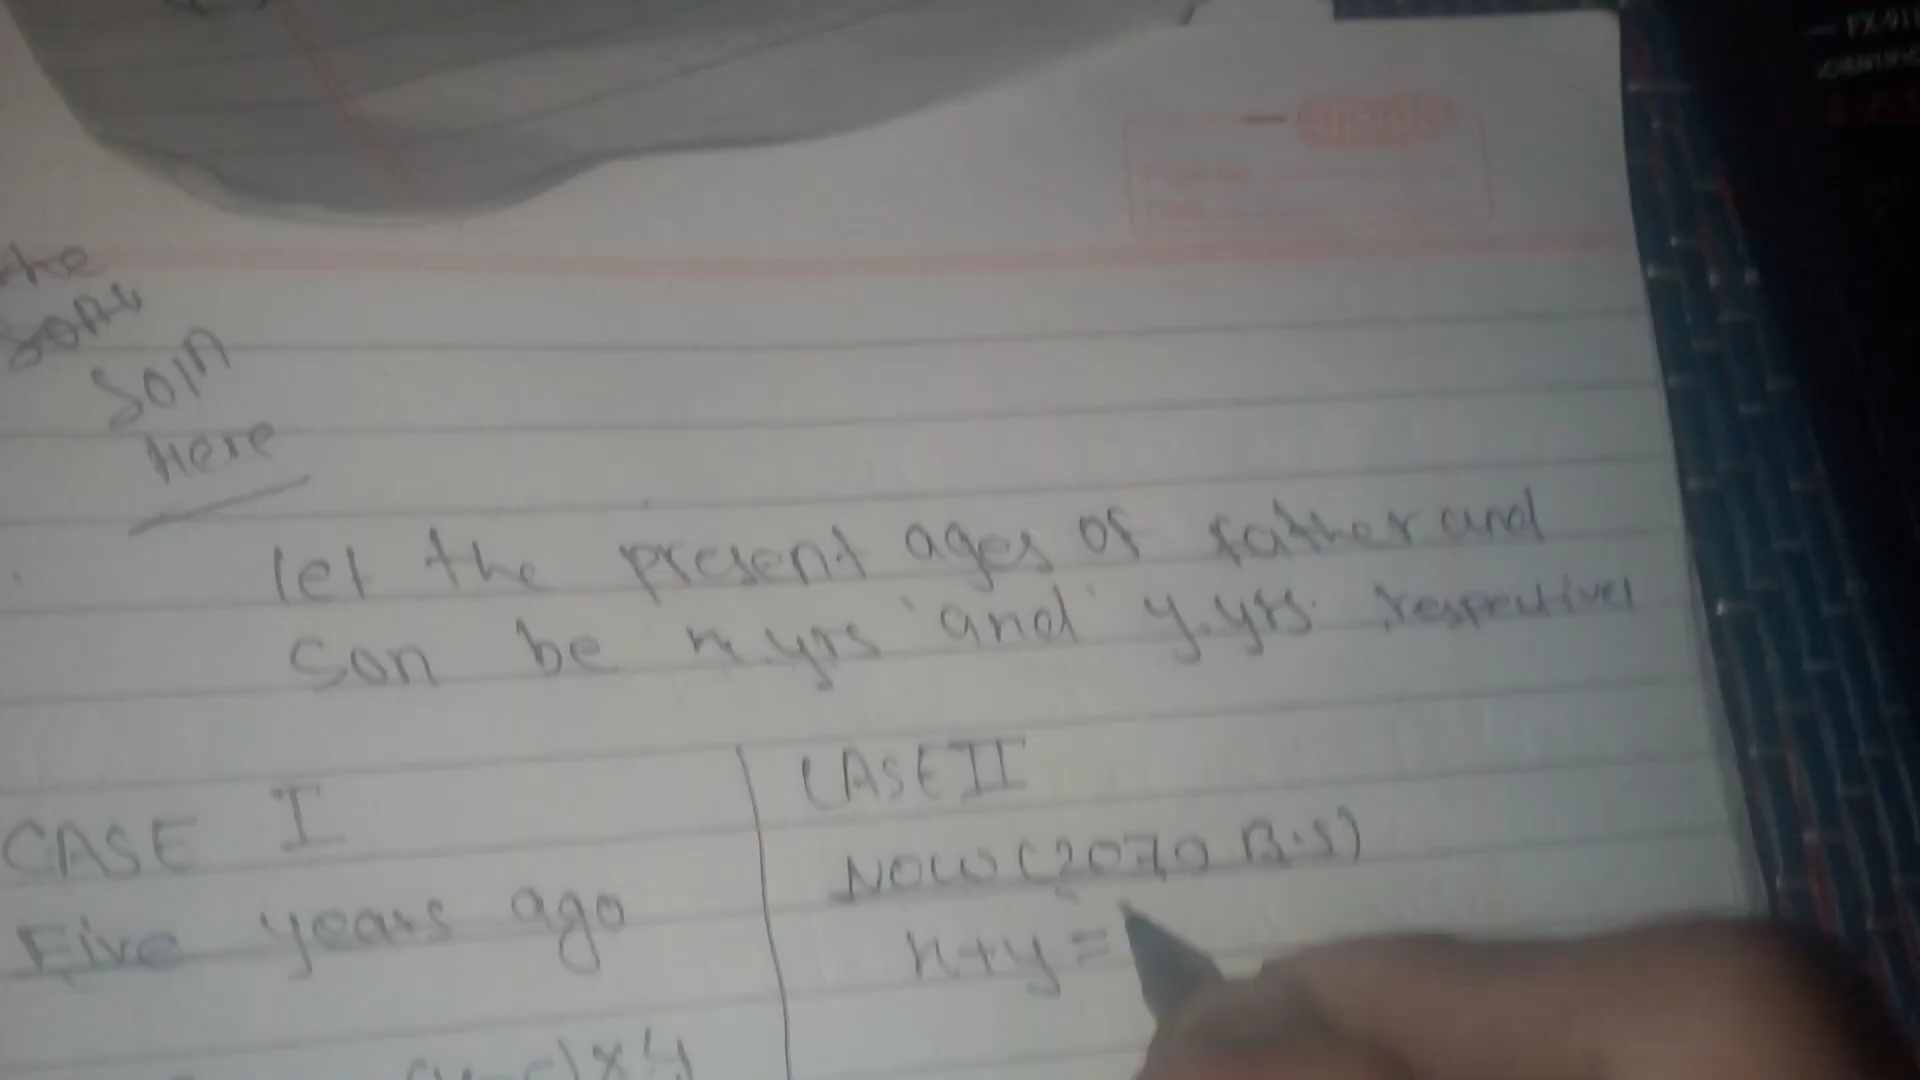 the
Soln
Here
let the present ages of father and
son be x yrs and y yrs respectivel
CASE I
Five years ago
CASE II
NOW (2070 B.S)
x+y=